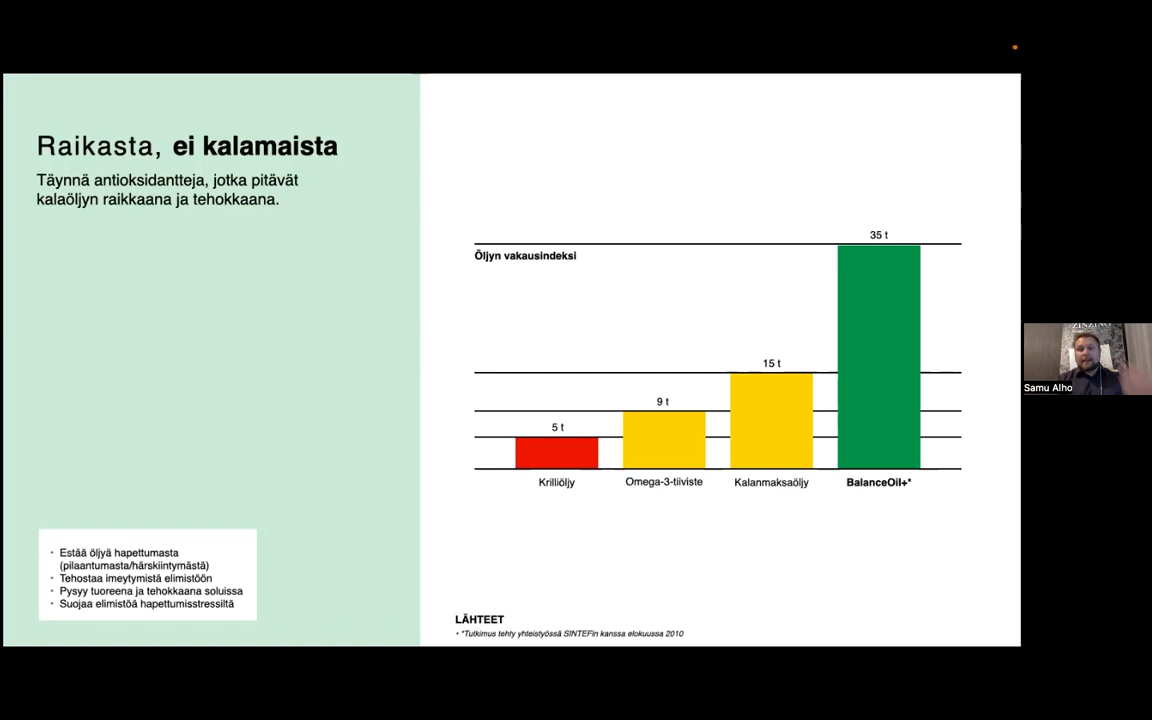 Raikasta, ei kalamaista
Täynnä antioksidantteja, jotka pitävät
kalaöljyn raikkaana ja tehokkaana.
• Estää öljyä hapettumasta
(pilaantumasta/härskiintymästä)
• Tehostaa imeytymistä elimistöön
• Pysyy tuoreena ja tehokkaana soluissa
• Suojaa elimistöä hapettumisstressiltä
Öljyn vakausindeksi
5 t
9 t
15 t
35 t
Krilliöljy
Omega-3-tiiviste
Kalanmaksaöljy
BalanceOil+*
LÄHTEET
• *Tutkimus tehty yhteistyössä SINTEFin kanssa elokuussa 2010
ZINZINO
Samu Alho